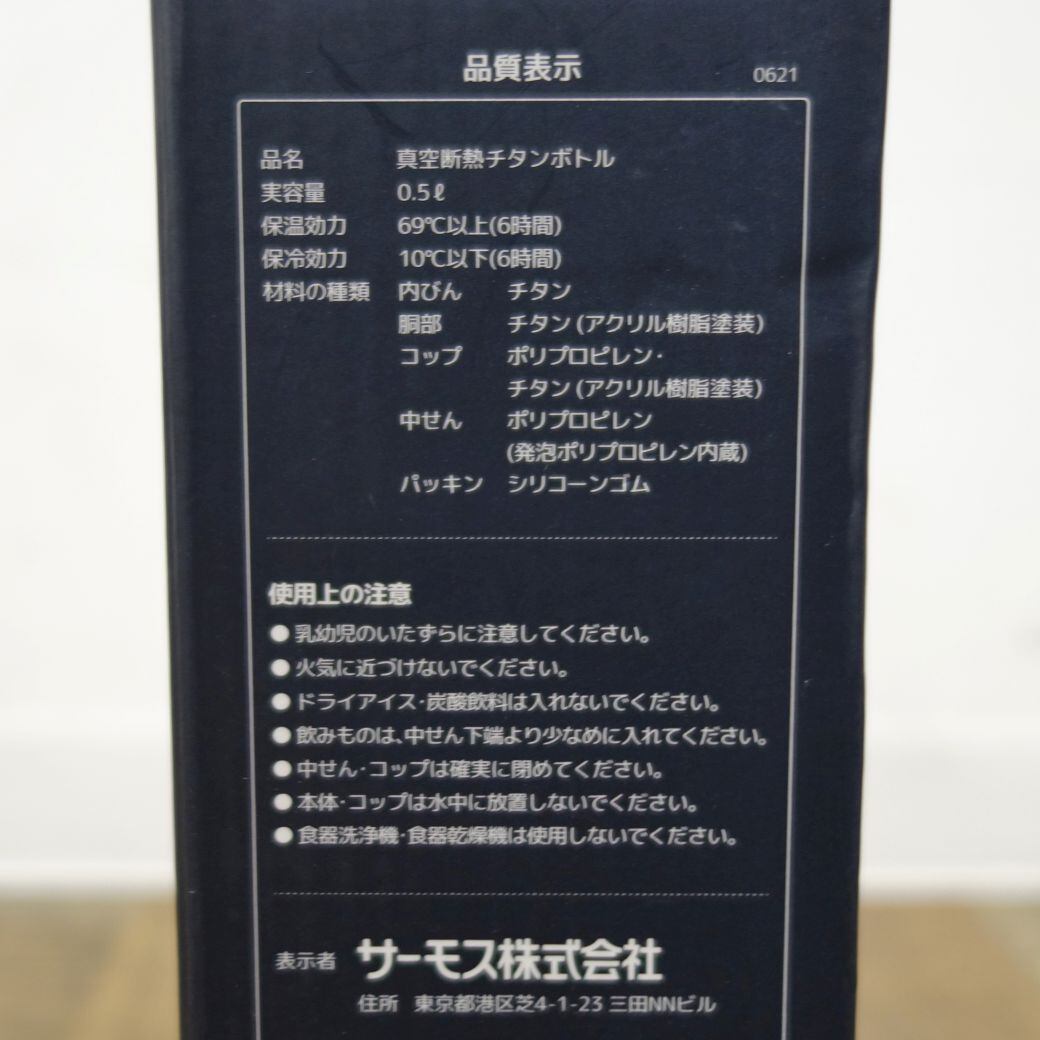 品質表示 0621
品名 真空断熱チタンボトル
実容量 0.5ℓ
保温効力 69℃以上(6時間)
保冷効力 10℃以下(6時間)
材料の種類 内びん チタン
胴部 チタン(アクリル樹脂塗装)
コップ ポリプロピレン・
チタン(アクリル樹脂塗装)
中せん ポリプロピレン
(発泡ポリプロピレン内蔵)
パッキン シリコーンゴム
使用上の注意
●乳幼児のいたずらに注意してください。
●火気に近づけないでください。
●ドライアイス・炭酸飲料は入れないでください。
●飲みものは、中せん下端より少なめに入れてください。
●中せん・コップは確実に閉めてください。
●本体・コップは水中に放置しないでください。
●食器洗浄機・食器乾燥機は使用しないでください。
表示者 サーモス株式会社
住所 東京都港区芝4-1-23 三田NNビル